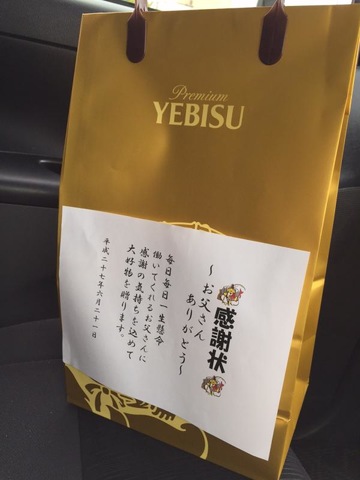 Premium
YEBISU
感謝状
～お父さん
ありがとう～
毎日毎日一生懸命
働いてくれるお父さんに
感謝の気持ちを込めて
大好物を贈ります。
平成二十七年六月二十一日